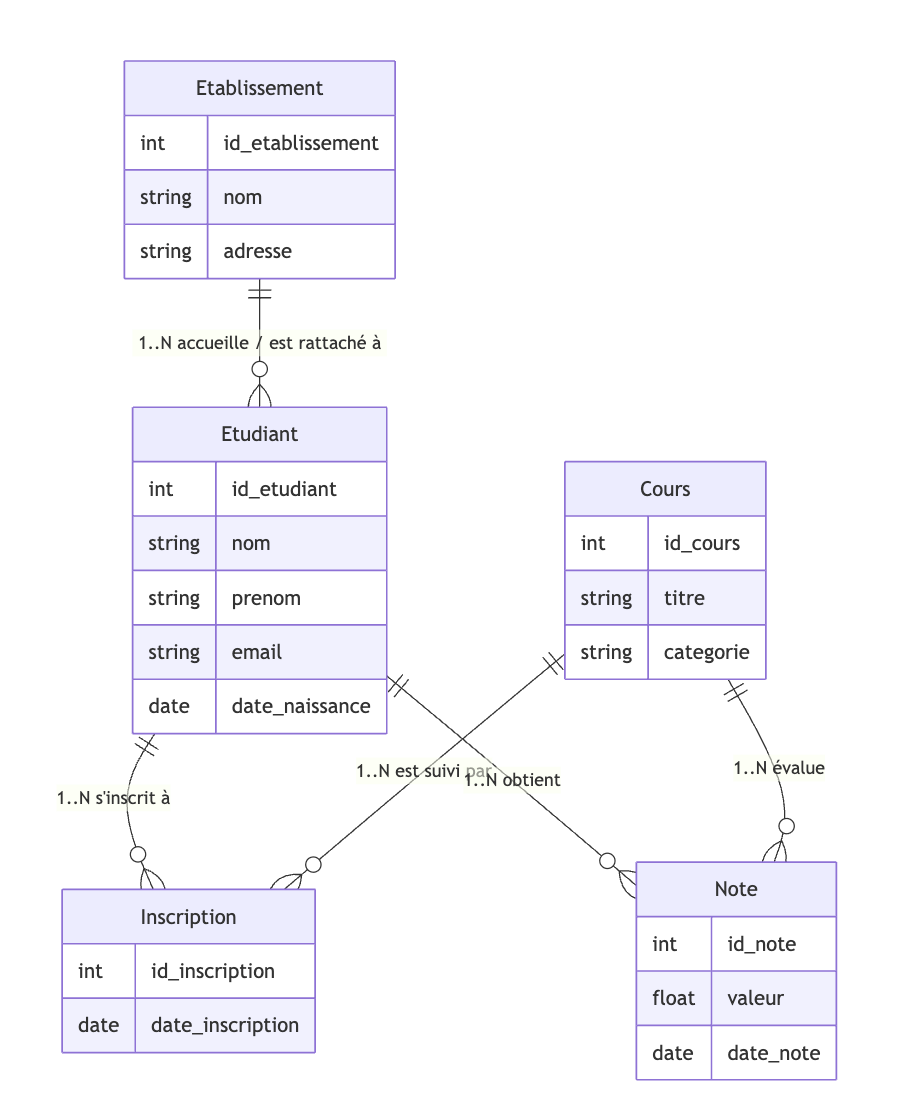 Etablissement
int id_etablissement
string nom
string adresse
1..N accueille / est rattaché à
Etudiant
int id_etudiant
string nom
string prenom
string email
date date_naissance
Cours
int id_cours
string titre
string categorie
1..N s'inscrit à
1..N est suivi par
1..N obtient
1..N évalue
Inscription
int id_inscription
date date_inscription
Note
int id_note
float valeur
date date_note